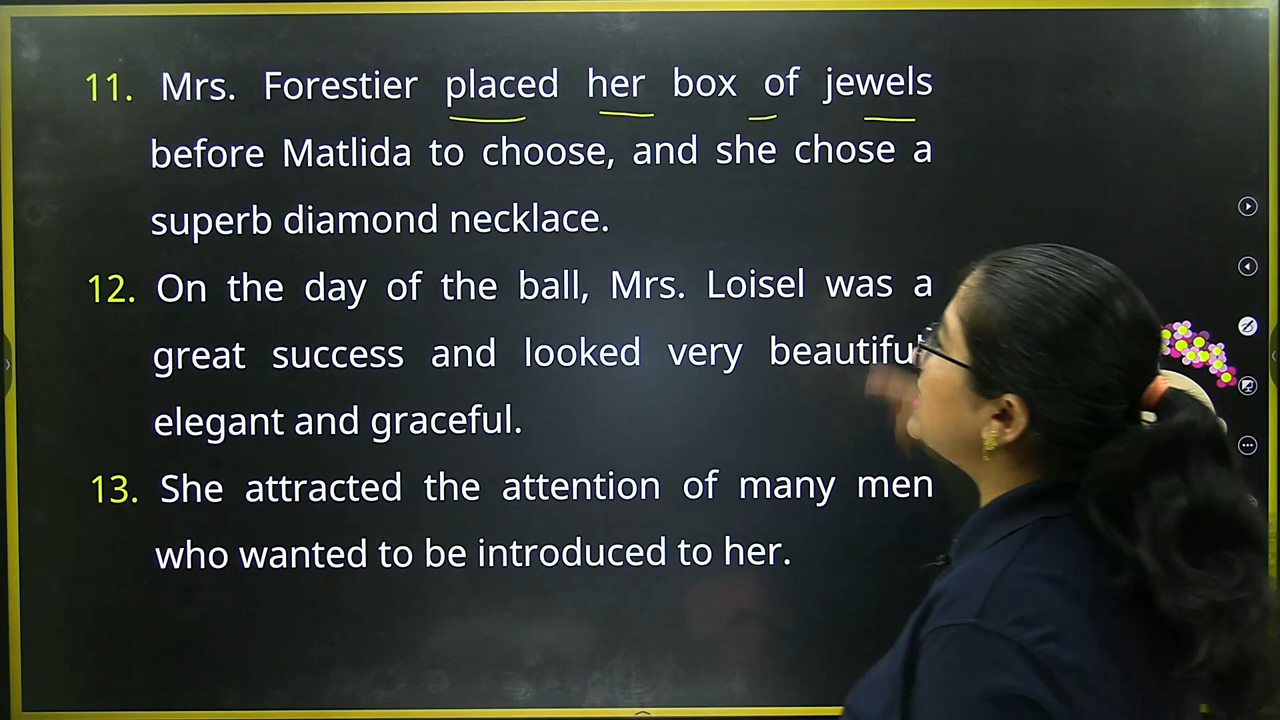 11. Mrs. Forestier placed her box of jewels
before Matlida to choose, and she chose a
superb diamond necklace.
12. On the day of the ball, Mrs. Loisel was a
great success and looked very beautiful
elegant and graceful.
13. She attracted the attention of many men
who wanted to be introduced to her.